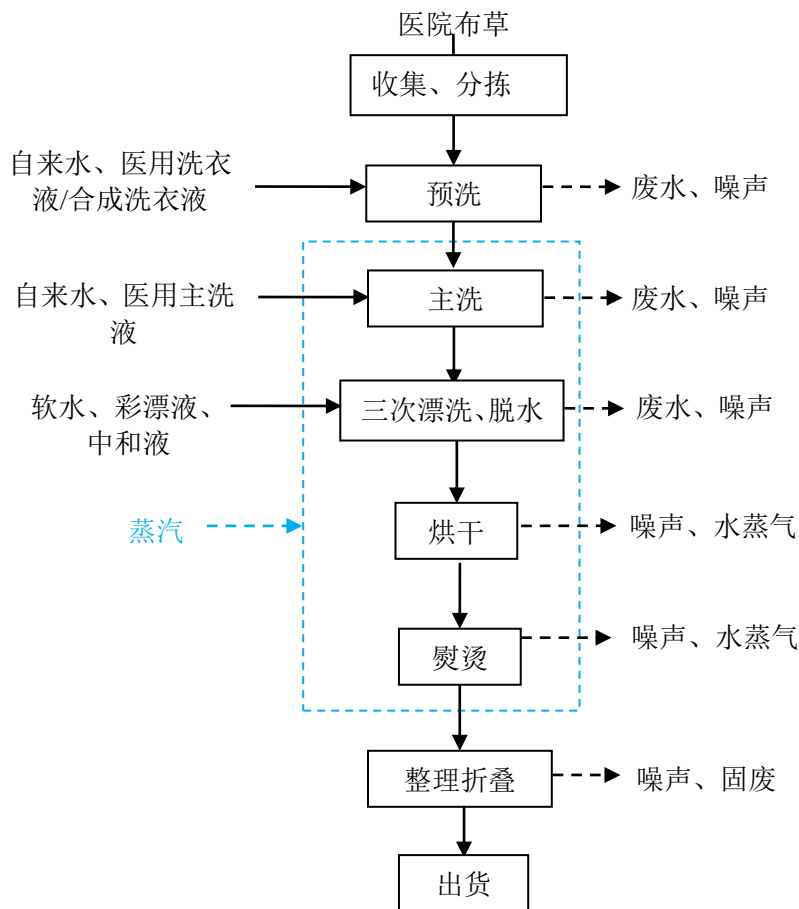 医院布草
收集、分拣
自来水、医用洗衣
液/合成洗衣液
预洗
废水、噪声
自来水、医用主洗
液
主洗
废水、噪声
软水、彩漂液、
中和液
三次漂洗、脱水
废水、噪声
蒸汽
烘干
噪声、水蒸气
熨烫
噪声、水蒸气
整理折叠
噪声、固废
出货